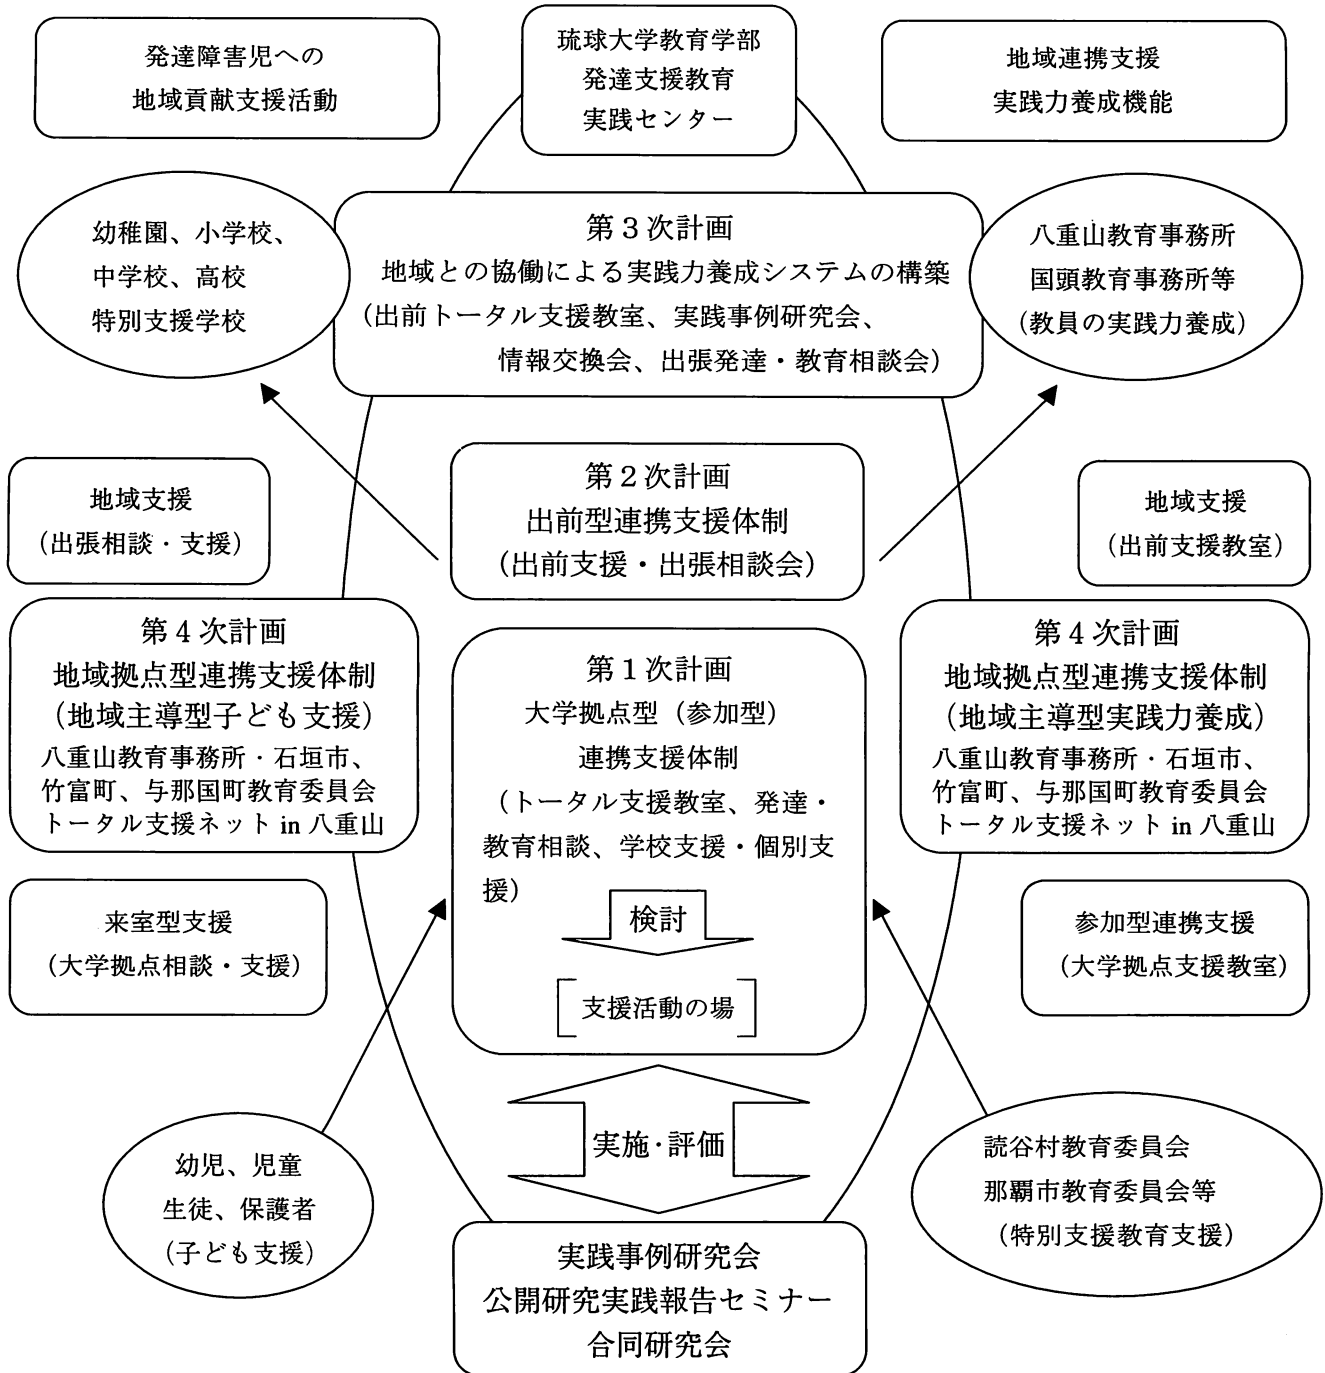 発達障害児への
地域貢献支援活動
琉球大学教育学部
発達支援教育
実践センター
地域連携支援
実践力養成機能
幼稚園、小学校、
中学校、高校
特別支援学校
第3次計画
地域との協働による実践力養成システムの構築
(出前トータル支援教室、実践事例研究会、
情報交換会、出張発達・教育相談会)
八重山教育事務所
国頭教育事務所等
(教員の実践力養成)
地域支援
(出張相談・支援)
第2次計画
出前型連携支援体制
(出前支援・出張相談会)
地域支援
(出前支援教室)
第4次計画
地域拠点型連携支援体制
(地域主導型子ども支援)
八重山教育事務所・石垣市、
竹富町、与那国町教育委員会
トータル支援ネット in 八重山
第1次計画
大学拠点型(参加型)
連携支援体制
(トータル支援教室、発達・
教育相談、学校支援・個別支
援)
検討
支援活動の場
第4次計画
地域拠点型連携支援体制
(地域主導型実践力養成)
八重山教育事務所・石垣市、
竹富町、与那国町教育委員会
トータル支援ネット in 八重山
来室型支援
(大学拠点相談・支援)
参加型連携支援
(大学拠点支援教室)
実施・評価
幼児、児童
生徒、保護者
(子ども支援)
読谷村教育委員会
那覇市教育委員会等
(特別支援教育支援)
実践事例研究会
公開研究実践報告セミナー
合同研究会